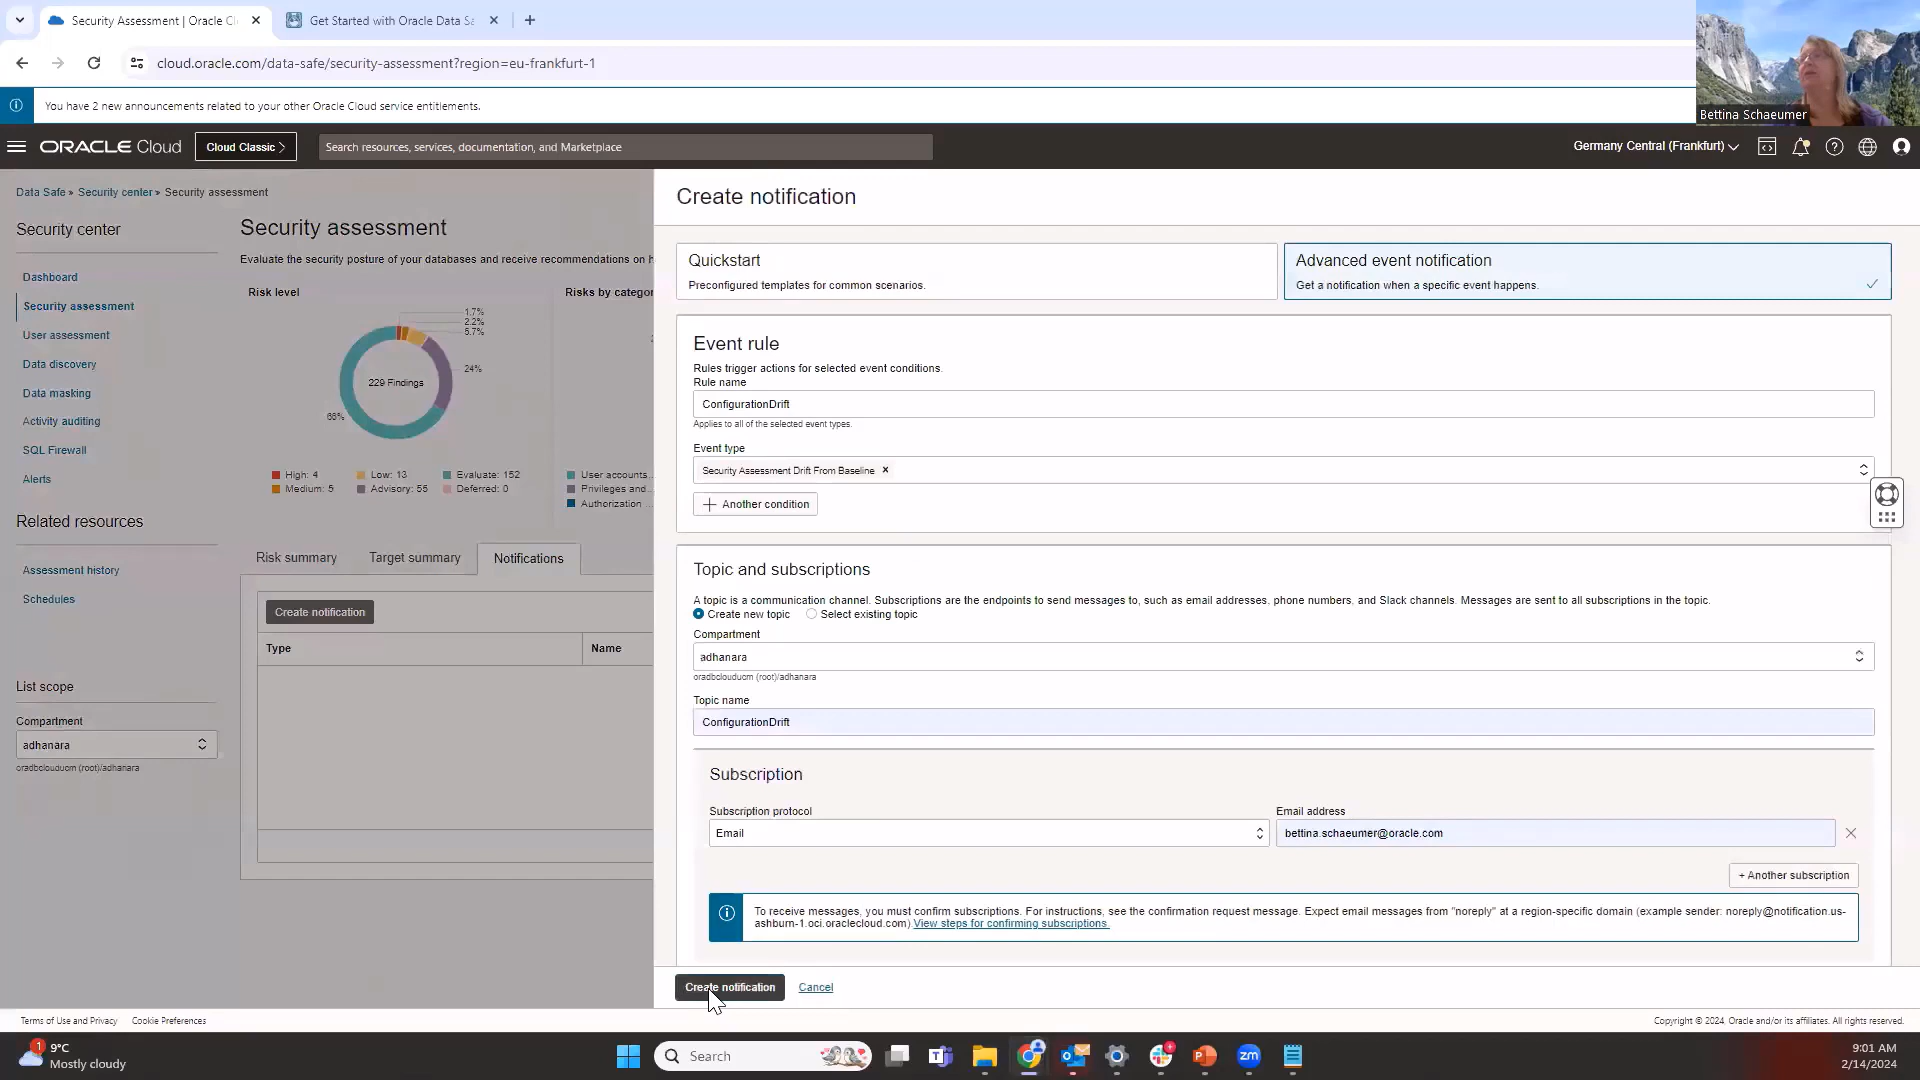 Security Assessment | Oracle Cl
Get Started with Oracle Data Sa
cloud.oracle.com/data-safe/security-assessment?region=eu-frankfurt-1
You have 2 new announcements related to your other Oracle Cloud service entitlements.
Bettina Schaeumer
ORACLE Cloud
Cloud Classic
Search resources, services, documentation, and Marketplace
Germany Central (Frankfurt)
Data Safe » Security center » Security assessment
Security center
Dashboard
Security assessment
User assessment
Data discovery
Data masking
Activity auditing
SQL Firewall
Alerts
Related resources
Assessment history
Schedules
List scope
Compartment
adhanara
oradbclouducm (root)/adhanara
Security assessment
Evaluate the security posture of your databases and receive recommendations on h
Risk level
Risks by categor
1.7%
2.2%
5.7%
24%
229 Findings
66%
High: 4
Low: 13
Evaluate: 152
Medium: 5
Advisory: 55
Deferred: 0
User accounts
Privileges and
Authorization
Risk summary
Target summary
Notifications
Create notification
Type
Name
Create notification
Quickstart
Preconfigured templates for common scenarios.
Advanced event notification
Get a notification when a specific event happens.
Event rule
Rules trigger actions for selected event conditions.
Rule name
ConfigurationDrift
Applies to all of the selected event types.
Event type
Security Assessment Drift From Baseline
Another condition
Topic and subscriptions
A topic is a communication channel. Subscriptions are the endpoints to send messages to, such as email addresses, phone numbers, and Slack channels. Messages are sent to all subscriptions in the topic.
Create new topic
Select existing topic
Compartment
adhanara
oradbclouducm (root)/adhanara
Topic name
ConfigurationDrift
Subscription
Subscription protocol
Email
Email address
bettina.schaeumer@oracle.com
+ Another subscription
To receive messages, you must confirm subscriptions. For instructions, see the confirmation request message. Expect email messages from "noreply" at a region-specific domain (example sender: noreply@notification.us-
ashburn-1.oci.oraclecloud.com) View steps for confirming subscriptions.
Create notification
Cancel
Terms of Use and Privacy
Cookie Preferences
Copyright © 2024, Oracle and/or its affiliates. All rights reserved.
1
9°C
Mostly cloudy
Search
zm
9:01 AM
2/14/2024